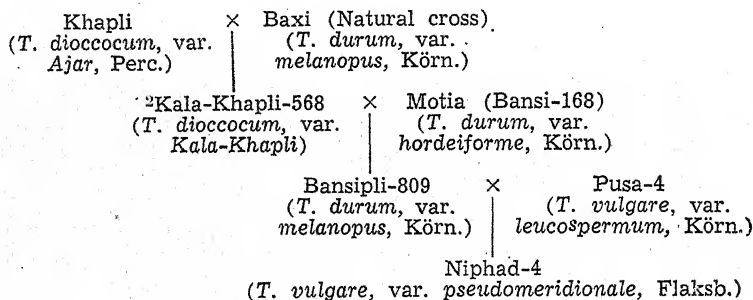 Khapli × Baxi (Natural cross)
(T. dioccocum, var. (T. durum, var.
Ajar, Perc.) melanopus, Körn.)
²Kala-Khapli-568 × Motia (Bansi-168)
(T. dioccocum, var. (T. durum, var.
Kala-Khapli) hordeiforme, Körn.)
Bansipli-809 × Pusa-4
(T. durum, var. (T. vulgare, var.
melanopus, Körn.) leucospermum, Körn.)
Niphad-4
(T. vulgare, var. pseudomeridionale, Flaksb.)